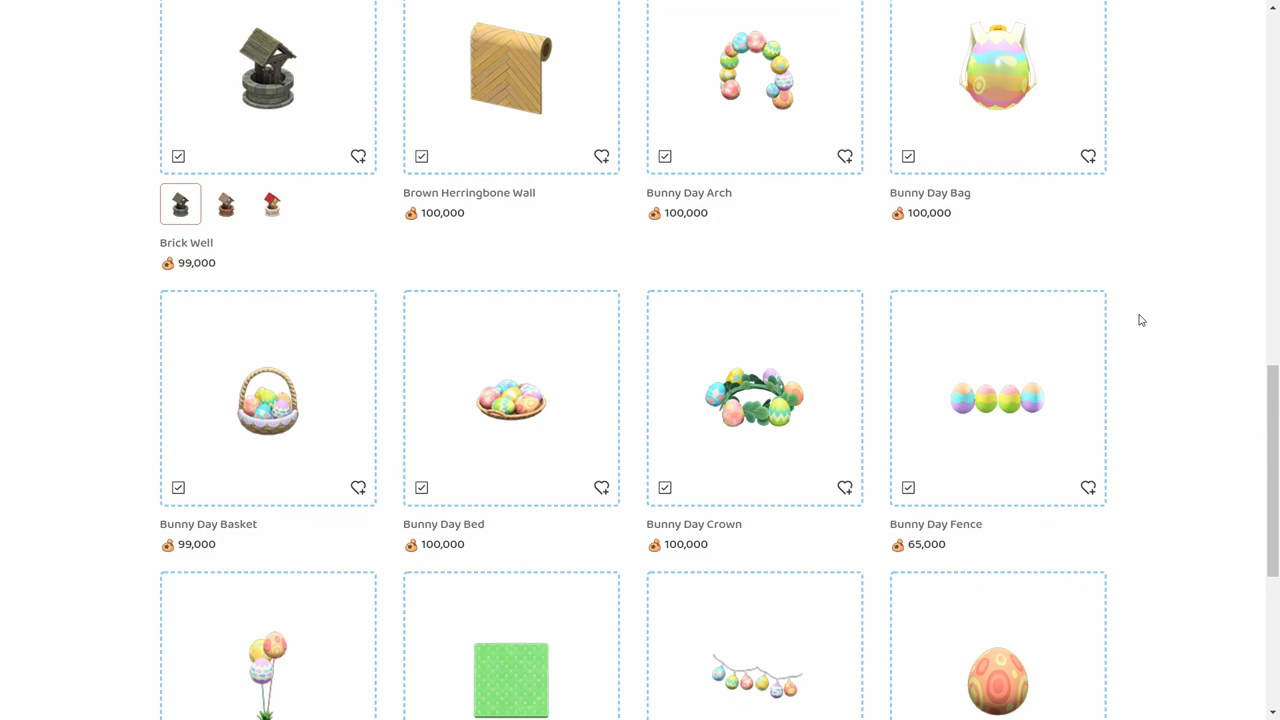 Brown Herringbone Wall
100,000
Bunny Day Arch
100,000
Bunny Day Bag
100,000
Brick Well
99,000
Bunny Day Basket
99,000
Bunny Day Bed
100,000
Bunny Day Crown
100,000
Bunny Day Fence
65,000